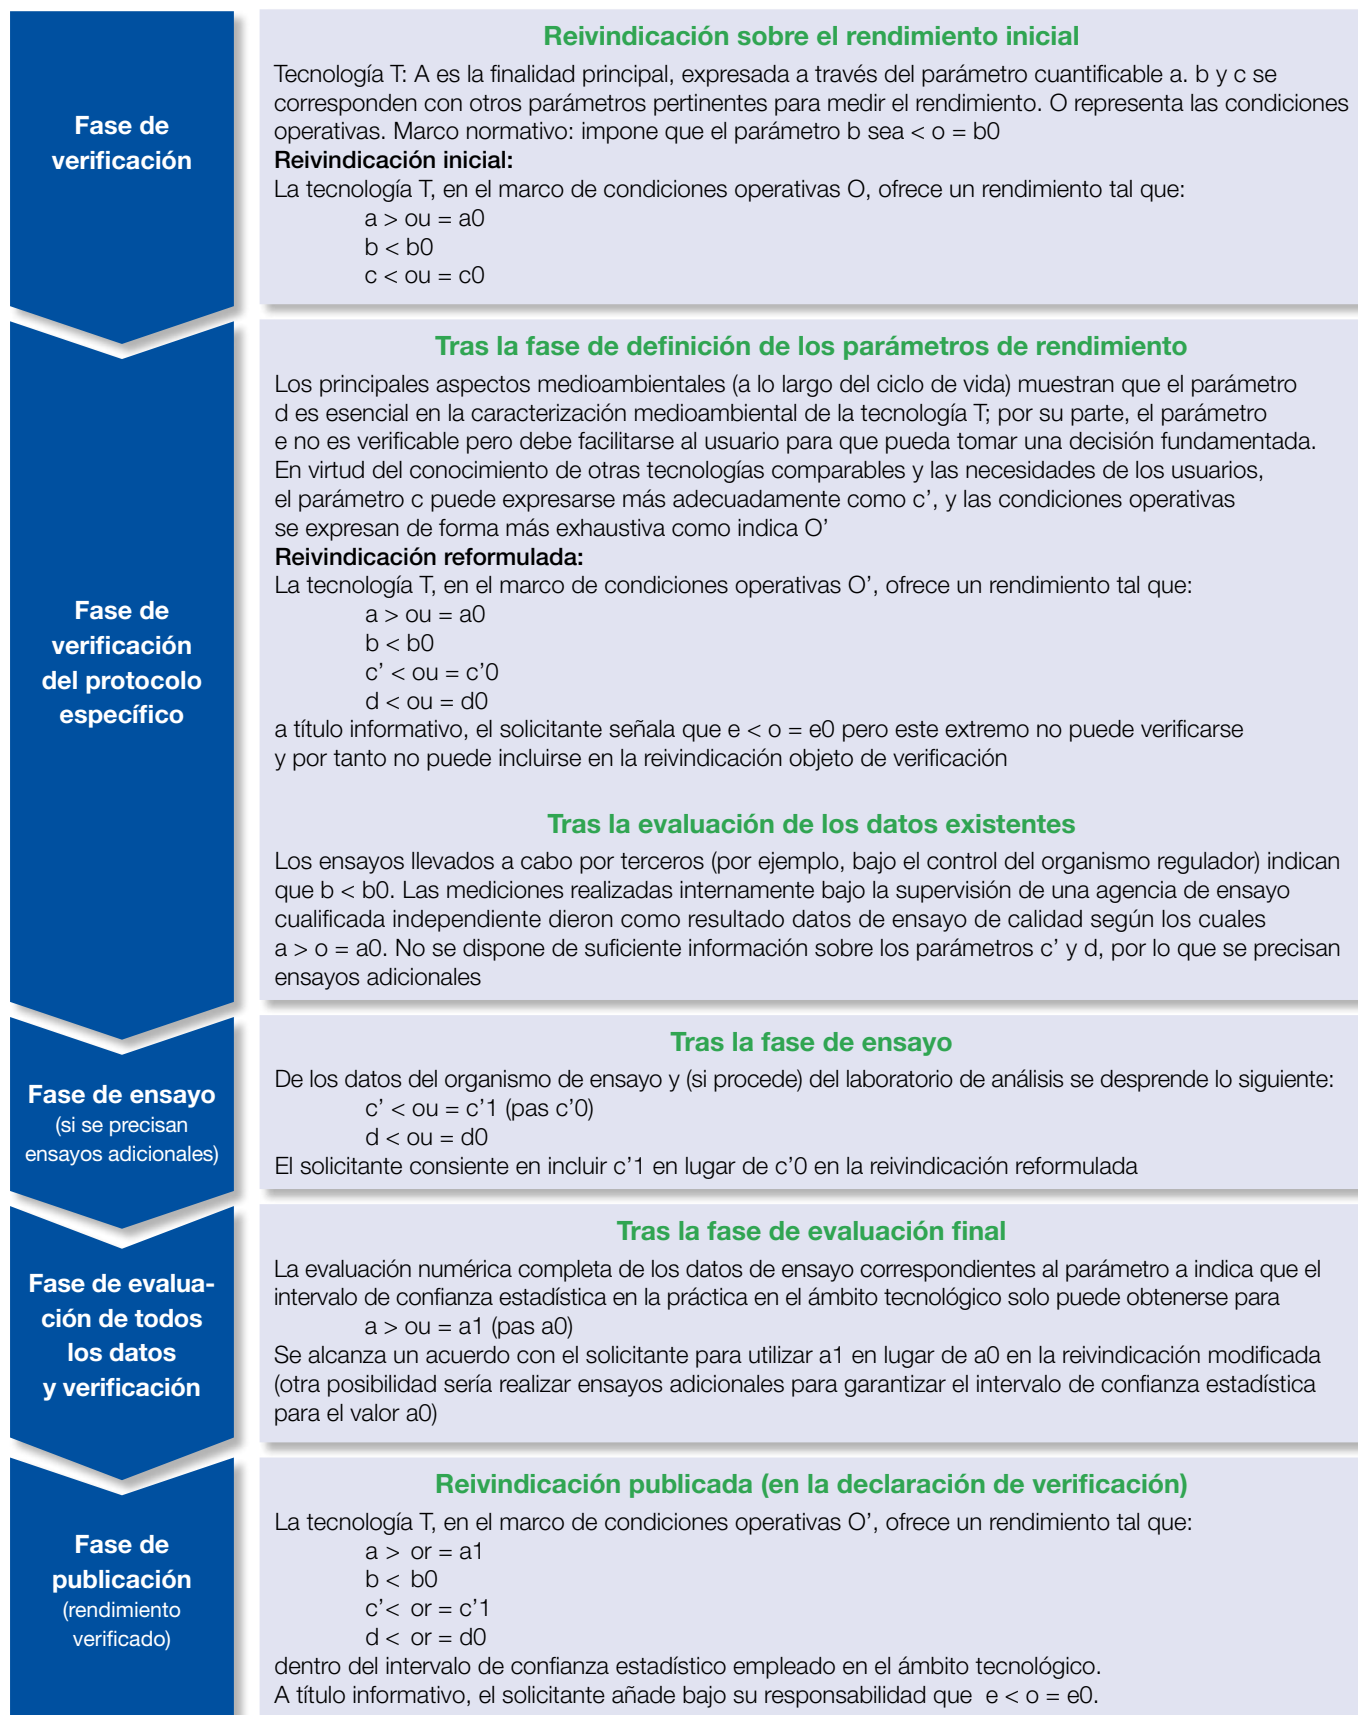 Fase de
verificación
Reivindicación sobre el rendimiento inicial
Tecnología T: A es la finalidad principal, expresada a través del parámetro cuantificable a. b y c se
corresponden con otros parámetros pertinentes para medir el rendimiento. O representa las condiciones
operativas. Marco normativo: impone que el parámetro b sea < o = b0
Reivindicación inicial:
La tecnología T, en el marco de condiciones operativas O, ofrece un rendimiento tal que:
a > ou = a0
b < b0
c < ou = c0
Fase de
verificación
del protocolo
específico
Tras la fase de definición de los parámetros de rendimiento
Los principales aspectos medioambientales (a lo largo del ciclo de vida) muestran que el parámetro
d es esencial en la caracterización medioambiental de la tecnología T; por su parte, el parámetro
e no es verificable pero debe facilitarse al usuario para que pueda tomar una decisión fundamentada.
En virtud del conocimiento de otras tecnologías comparables y las necesidades de los usuarios,
el parámetro c puede expresarse más adecuadamente como c’, y las condiciones operativas
se expresan de forma más exhaustiva como indica O’
Reivindicación reformulada:
La tecnología T, en el marco de condiciones operativas O’, ofrece un rendimiento tal que:
a > ou = a0
b < b0
c’ < ou = c’0
d < ou = d0
a título informativo, el solicitante señala que e < o = e0 pero este extremo no puede verificarse
y por tanto no puede incluirse en la reivindicación objeto de verificación
Tras la evaluación de los datos existentes
Los ensayos llevados a cabo por terceros (por ejemplo, bajo el control del organismo regulador) indican
que b < b0. Las mediciones realizadas internamente bajo la supervisión de una agencia de ensayo
cualificada independiente dieron como resultado datos de ensayo de calidad según los cuales
a > o = a0. No se dispone de suficiente información sobre los parámetros c’ y d, por lo que se precisan
ensayos adicionales
Fase de ensayo
(si se precisan
ensayos adicionales)
Tras la fase de ensayo
De los datos del organismo de ensayo y (si procede) del laboratorio de análisis se desprende lo siguiente:
c’ < ou = c’1 (pas c’0)
d < ou = d0
El solicitante consiente en incluir c’1 en lugar de c’0 en la reivindicación reformulada
Fase de evalua-
ción de todos
los datos
y verificación
Tras la fase de evaluación final
La evaluación numérica completa de los datos de ensayo correspondientes al parámetro a indica que el
intervalo de confianza estadística en la práctica en el ámbito tecnológico solo puede obtenerse para
a > ou = a1 (pas a0)
Se alcanza un acuerdo con el solicitante para utilizar a1 en lugar de a0 en la reivindicación modificada
(otra posibilidad sería realizar ensayos adicionales para garantizar el intervalo de confianza estadística
para el valor a0)
Fase de
publicación
(rendimiento
verificado)
Reivindicación publicada (en la declaración de verificación)
La tecnología T, en el marco de condiciones operativas O’, ofrece un rendimiento tal que:
a > or = a1
b < b0
c’< or = c’1
d < or = d0
dentro del intervalo de confianza estadístico empleado en el ámbito tecnológico.
A título informativo, el solicitante añade bajo su responsabilidad que e < o = e0.